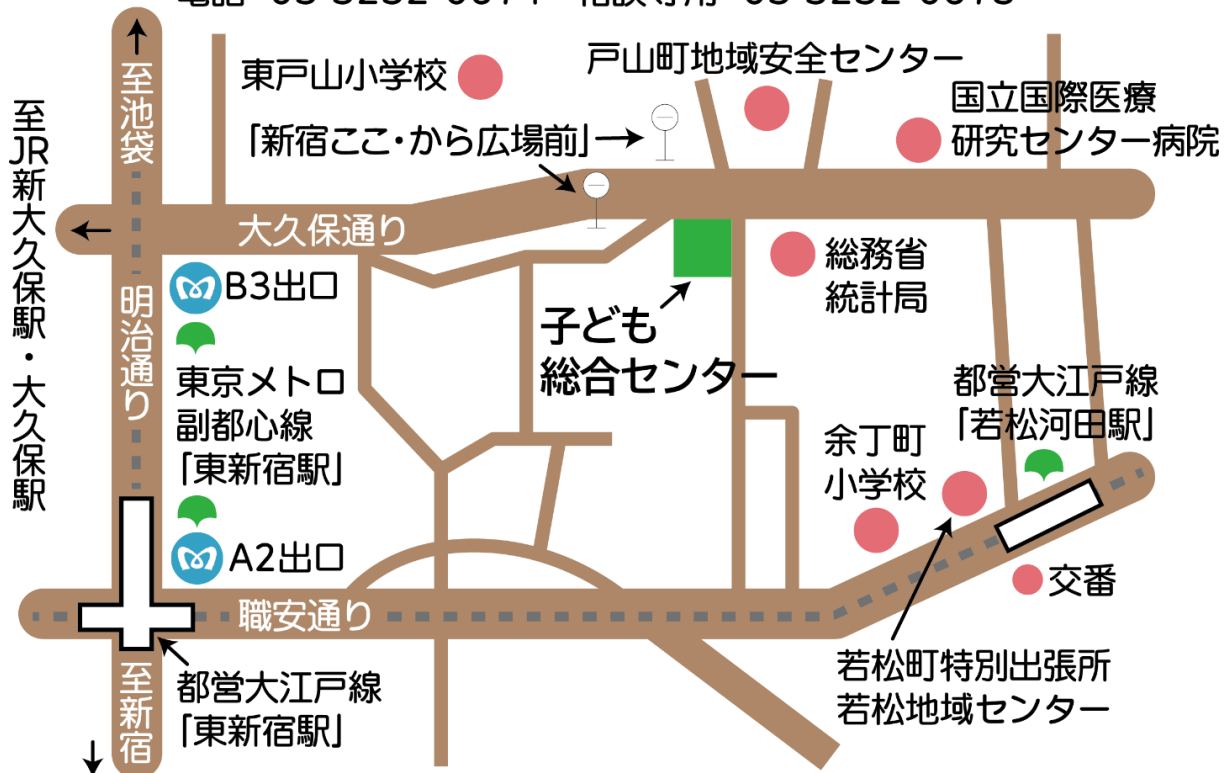 東戸山小学校
戸山町地域安全センター
国立国際医療
研究センター病院
「新宿ここ・から広場前」
至池袋
至JR新大久保駅・大久保駅
大久保通り
明治通り
B3出口
東京メトロ
副都心線
「東新宿駅」
A2出口
子ども
総合センター
総務省
統計局
都営大江戸線
「若松河田駅」
余丁町
小学校
交番
職安通り
若松町特別出張所
若松地域センター
至新宿
都営大江戸線
「東新宿駅」